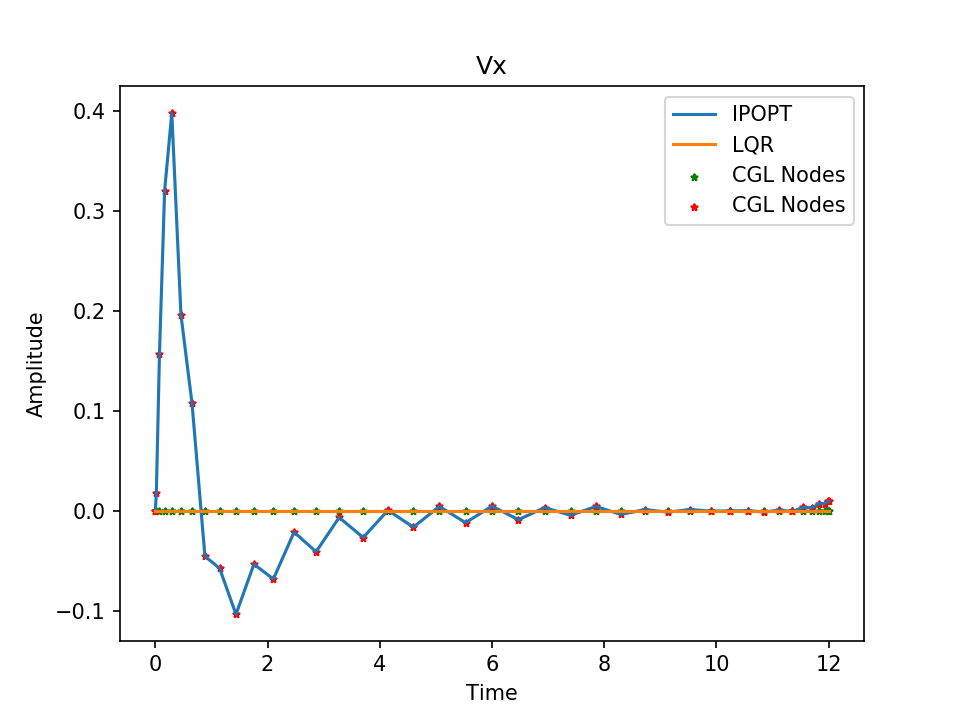 Vx
IPOPT
LQR
CGL Nodes
CGL Nodes
0.4
0.3
0.2
0.1
0.0
−0.1
Amplitude
0 2 4 6 8 10 12
Time